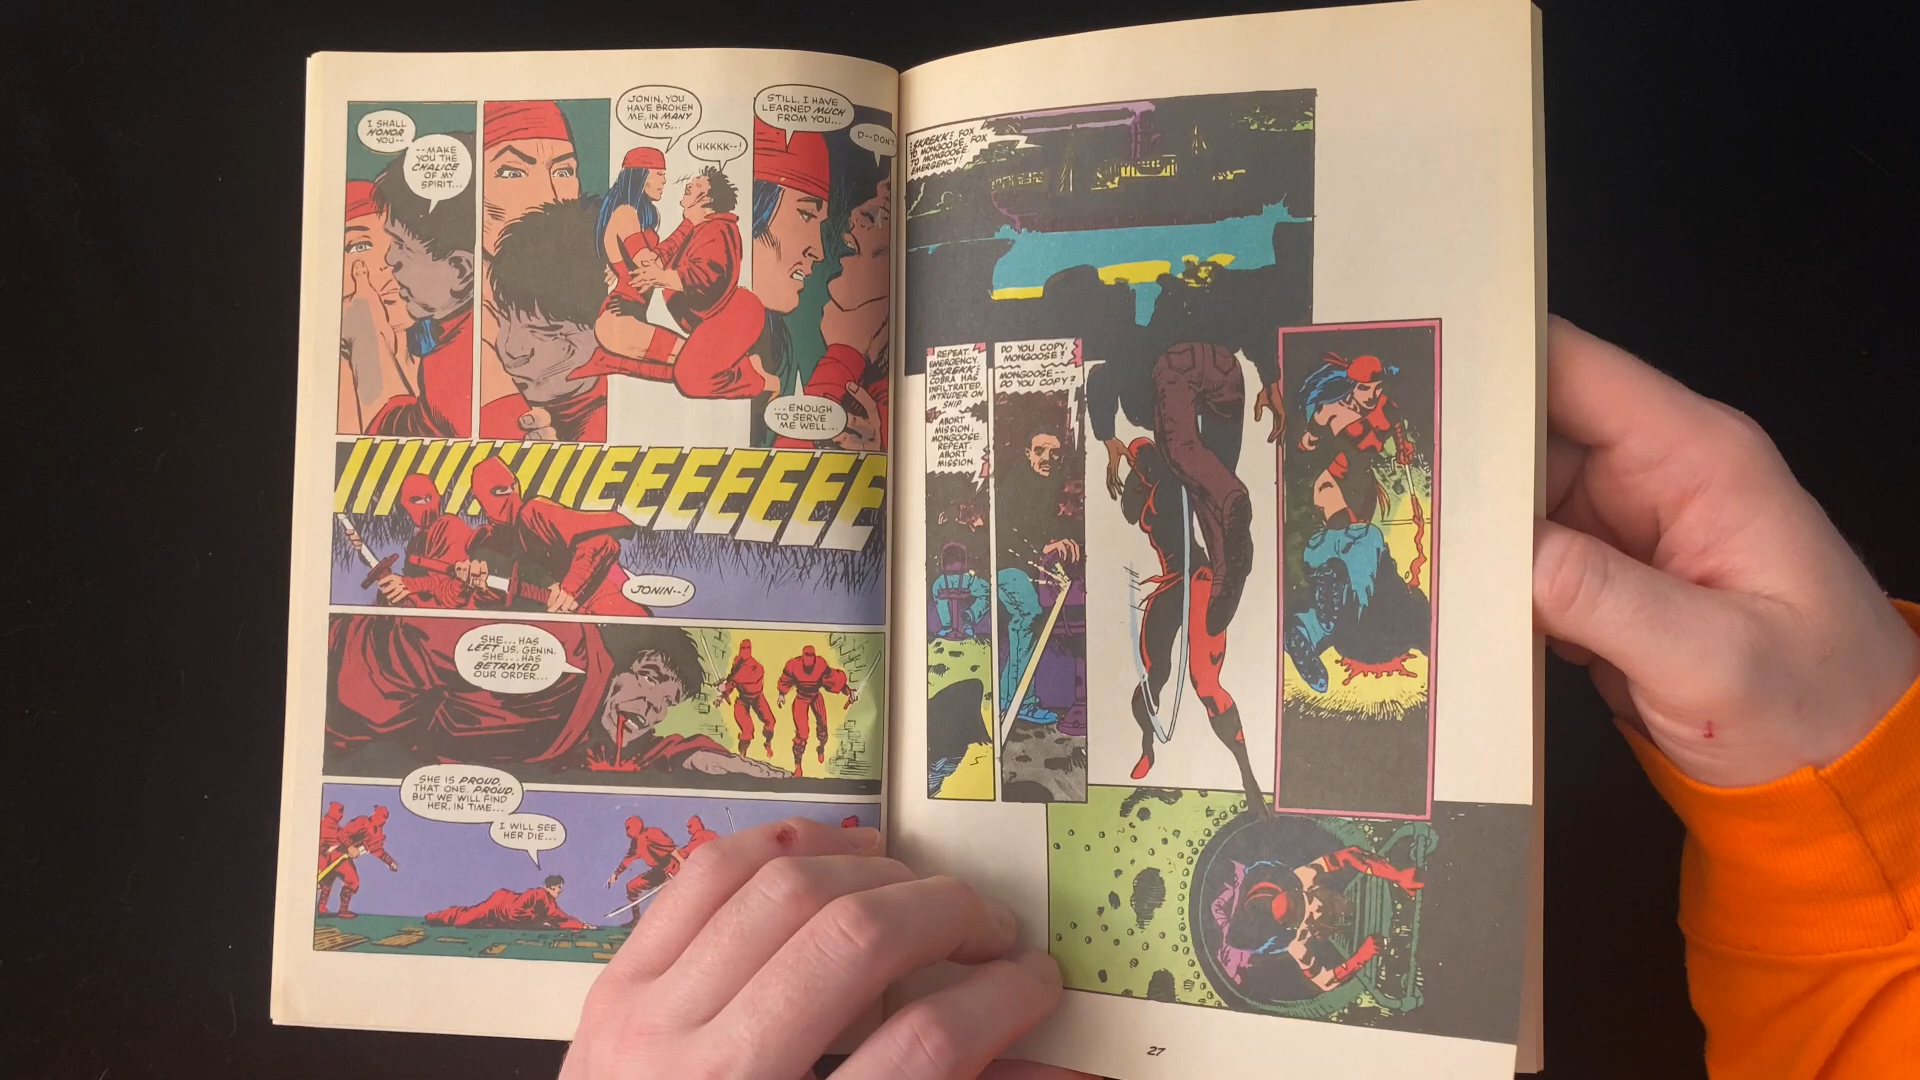 I SHALL
HONOR
YOU--
--MAKE
YOU THE
CHALICE
OF MY
SPIRIT...
JONIN, YOU
HAVE BROKEN
ME, IN MANY
WAYS...
HKKKK--!
STILL, I HAVE
LEARNED MUCH
FROM YOU...
D--DON'T
...ENOUGH
TO SERVE
ME WELL...
JONIN--!
SHE...HAS
LEFT US, GENIN.
SHE...HAS
BETRAYED
OUR ORDER...
SHE IS PROUD,
THAT ONE. PROUD.
BUT WE WILL FIND
HER, IN TIME...
I WILL SEE
HER DIE...
SKREKK FOX
TO MONGOOSE. FOX
TO MONGOOSE.
EMERGENCY!
REPEAT.
EMERGENCY.
SKREKK
COBRA HAS
INFILTRATED.
INTRUDER ON
SHIP.
ABORT
MISSION,
MONGOOSE.
REPEAT.
ABORT
MISSION.
DO YOU COPY,
MONGOOSE?
MONGOOSE--
DO YOU COPY?
27